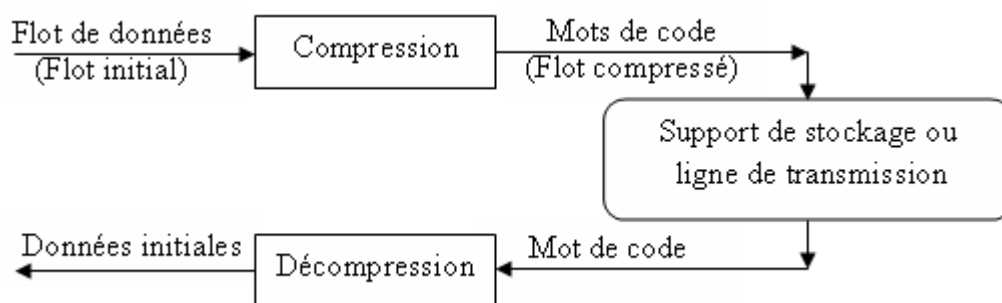 Flot de données
(Flot initial)
Compression
Mots de code
(Flot compressé)
Support de stockage ou
ligne de transmission
Mot de code
Décompression
Données initiales